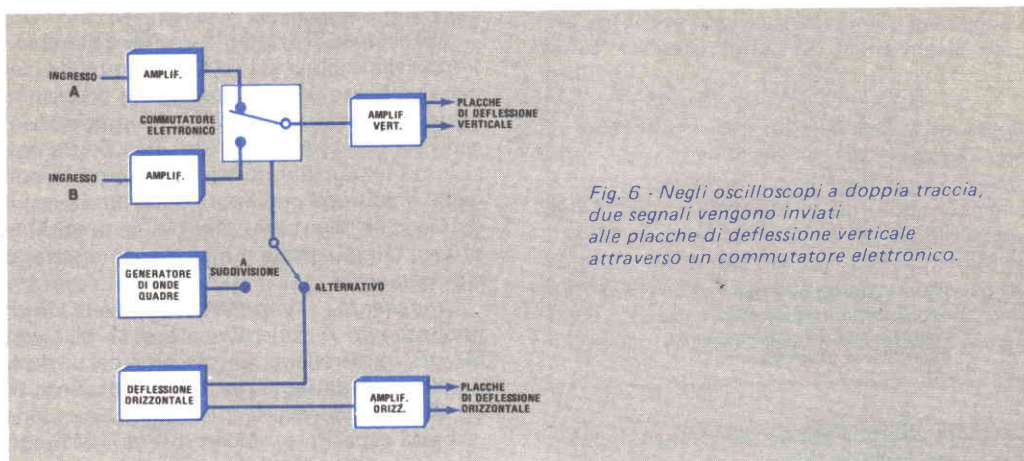 INGRESSO
A
AMPLIF.
COMMUTATORE
ELETTRONICO
AMPLIF.
VERT.
PLACCHE
DI DEFLESSIONE
VERTICALE
INGRESSO
B
AMPLIF.
Fig. 6 - Negli oscilloscopi a doppia traccia,
due segnali vengono inviati
alle placche di deflessione verticale
attraverso un commutatore elettronico.
GENERATORE
DI ONDE
QUADRE
A
SUDDIVISIONE
ALTERNATIVO
DEFLESSIONE
ORIZZONTALE
AMPLIF.
ORIZZ.
PLACCHE
DI DEFLESSIONE
ORIZZONTALE